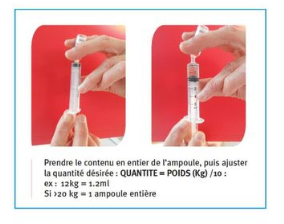 Prendre le contenu en entier de l'ampoule, puis ajuster
la quantité désirée : QUANTITE = POIDS (Kg) /10 :
ex : 12kg = 1.2ml
Si >20 kg = 1 ampoule entière